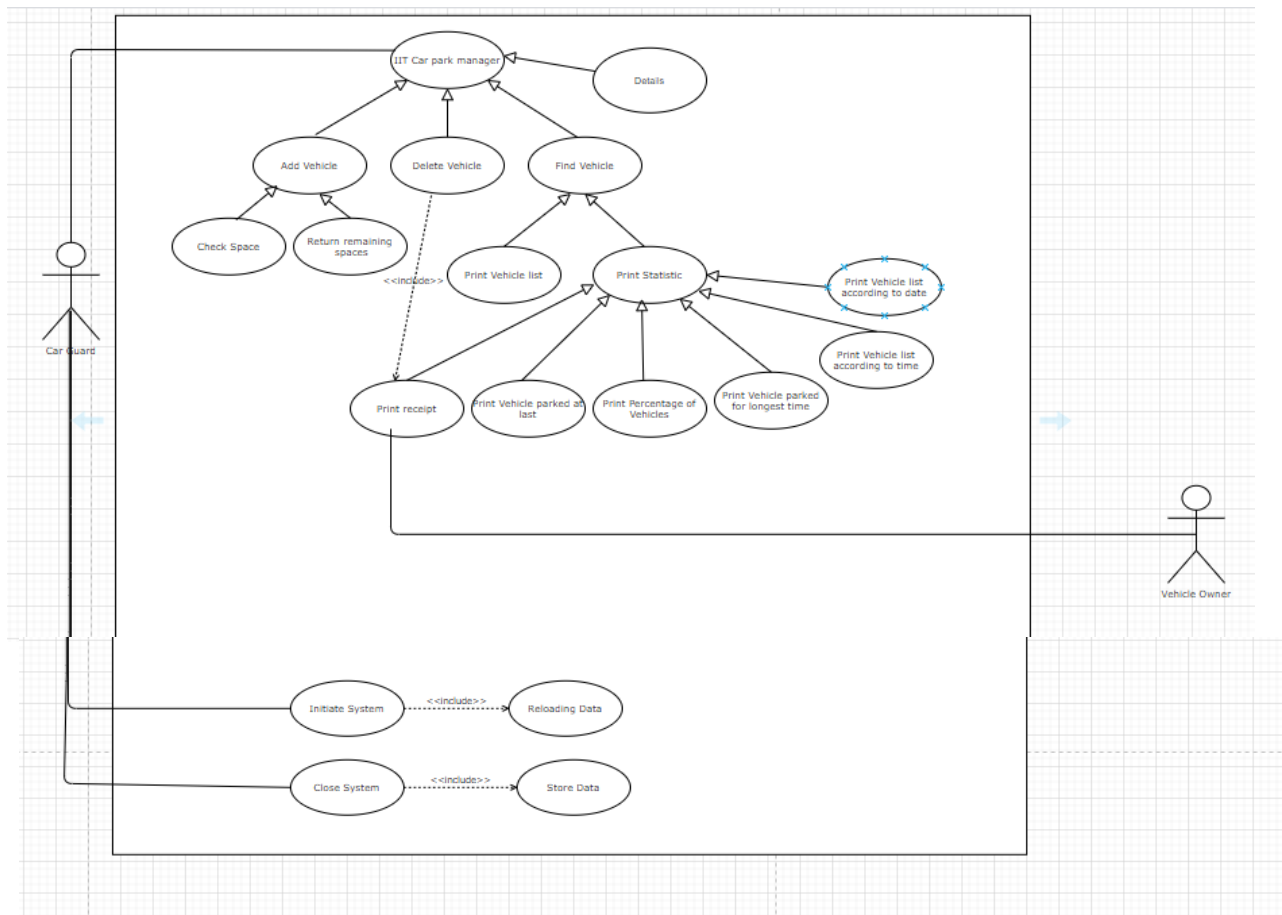 IIT Car park manager
Details
Add Vehicle
Delete Vehicle
Find Vehicle
Check Space
Return remaining
spaces
<<include>>
Print Vehicle list
Print Statistic
Print Vehicle list
according to date
Print Vehicle list
according to time
Car Guard
Print receipt
Print Vehicle parked at
last
Print Percentage of
Vehicles
Print Vehicle parked
for longest time
Vehicle Owner
Initiate System
<<include>>
Reloading Data
Close System
<<include>>
Store Data